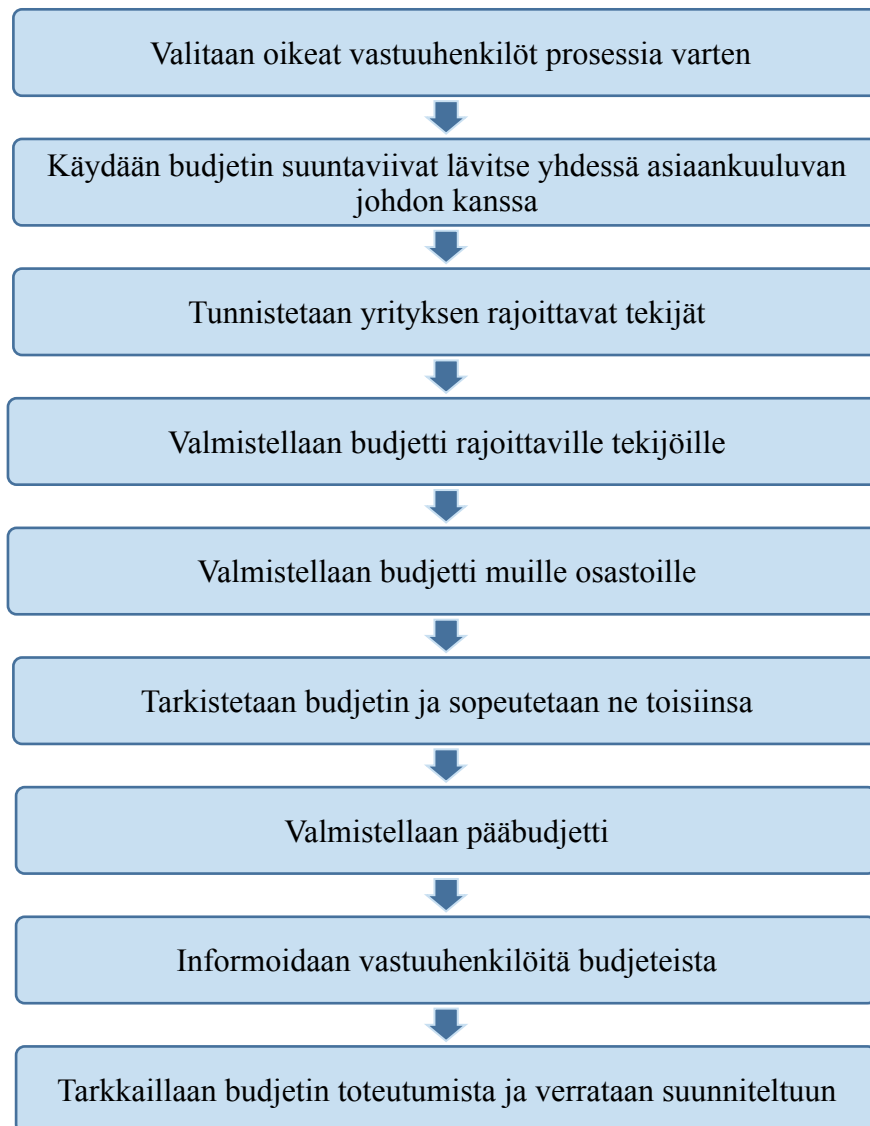 Valitaan oikeat vastuuhenkilöt prosessia varten
Käydään budjetin suuntaviivat lävitse yhdessä asiaankuuluvan
johdon kanssa
Tunnistetaan yrityksen rajoittavat tekijät
Valmistellaan budjetti rajoittaville tekijöille
Valmistellaan budjetti muille osastoille
Tarkistetaan budjetin ja sopeutetaan ne toisiinsa
Valmistellaan pääbudjetti
Informoidaan vastuuhenkilöitä budjeteista
Tarkkaillaan budjetin toteutumista ja verrataan suunniteltuun